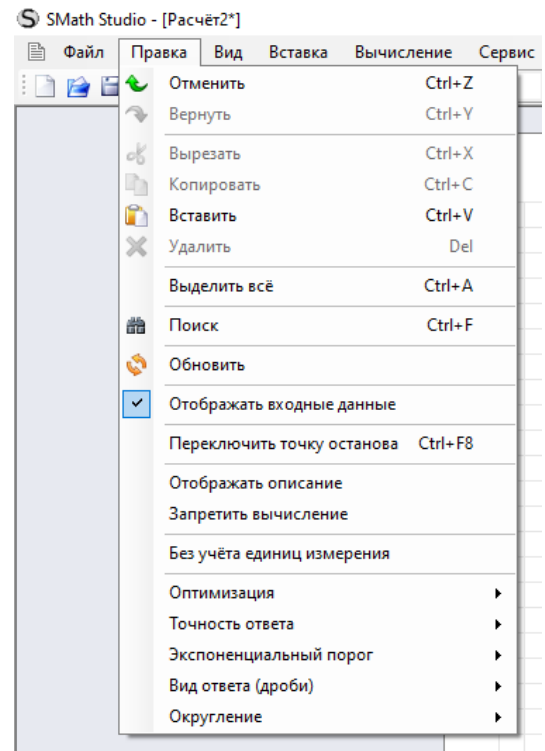 SMath Studio - [Расчёт2*]
Файл Правка Вид Вставка Вычисление Сервис
Отменить Ctrl+Z
Вернуть Ctrl+Y
Вырезать Ctrl+X
Копировать Ctrl+C
Вставить Ctrl+V
Удалить Del
Выделить всё Ctrl+A
Поиск Ctrl+F
Обновить
Отображать входные данные
Переключить точку останова Ctrl+F8
Отображать описание
Запретить вычисление
Без учёта единиц измерения
Оптимизация
Точность ответа
Экспоненциальный порог
Вид ответа (дроби)
Округление